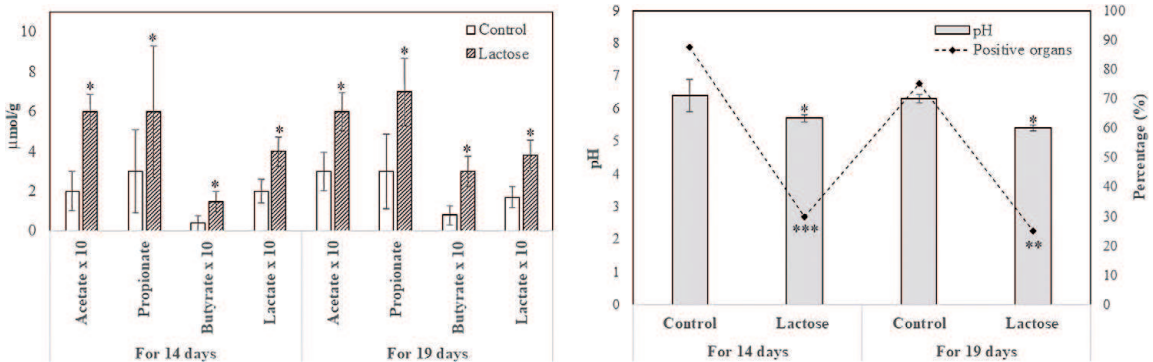 10
8
6
4
2
0
μmol/g
Control
Lactose
*
*
*
*
*
*
*
*
Acetate x 10
Propionate
Butyrate x 10
Lactate x 10
Acetate x 10
Propionate
Butyrate x 10
Lactate x 10
For 14 days
For 19 days
9
8
7
6
5
4
3
2
1
0
pH
pH
Positive organs
*
***
*
**
100
90
80
70
60
50
40
30
20
10
0
Percentage (%)
Control
Lactose
Control
Lactose
For 14 days
For 19 days